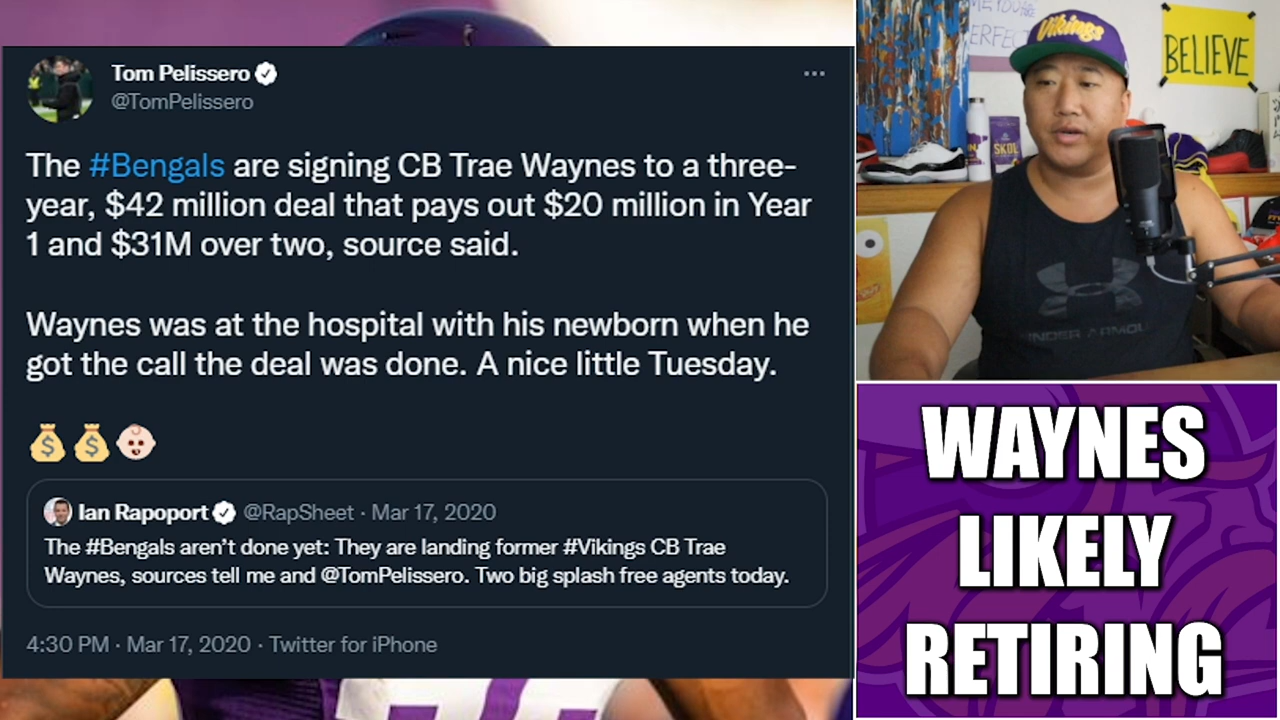 Tom Pelissero
@TomPelissero
The #Bengals are signing CB Trae Waynes to a three-
year, $42 million deal that pays out $20 million in Year
1 and $31M over two, source said.
Waynes was at the hospital with his newborn when he
got the call the deal was done. A nice little Tuesday.
Ian Rapoport @RapSheet · Mar 17, 2020
The #Bengals aren't done yet: They are landing former #Vikings CB Trae
Waynes, sources tell me and @TomPelissero. Two big splash free agents today.
4:30 PM · Mar 17, 2020 · Twitter for iPhone
Vikings
BELIEVE
SKOL
UNDER ARMOUR
WAYNES
LIKELY
RETIRING